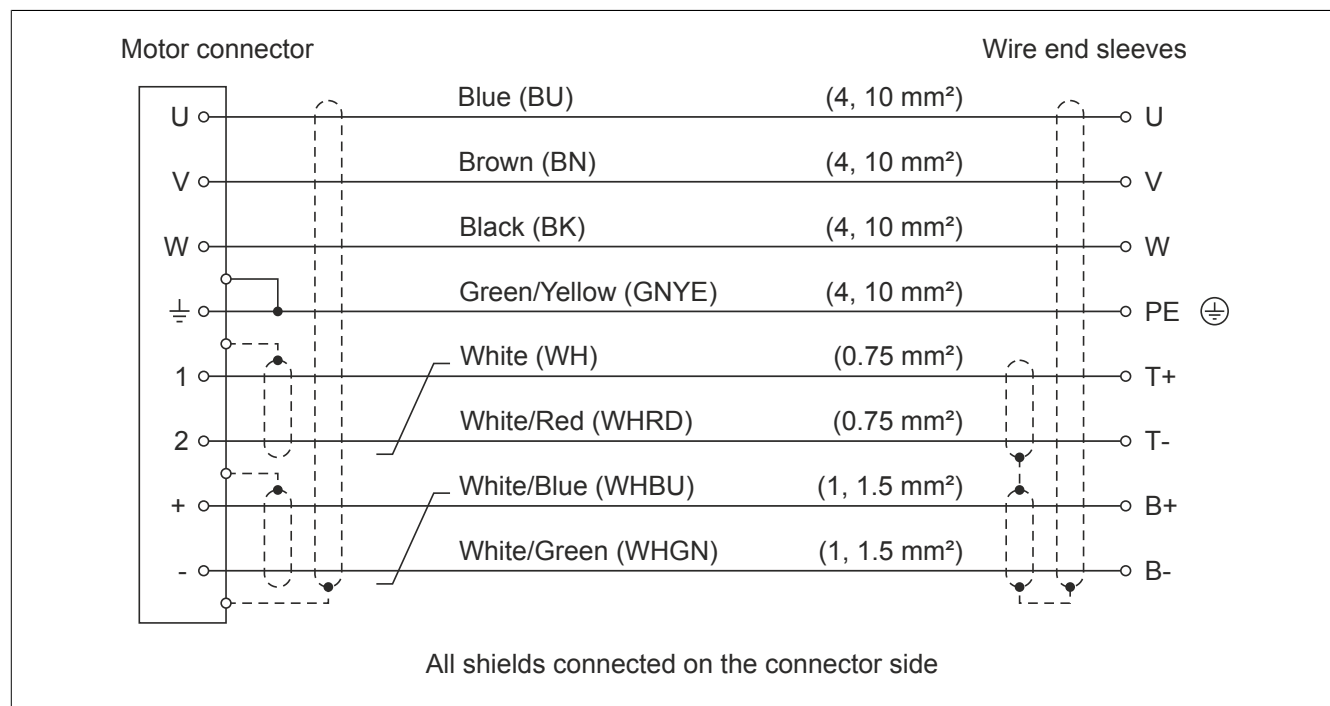 Motor connector Wire end sleeves
U Blue (BU) (4, 10 mm²) U
V Brown (BN) (4, 10 mm²) V
W Black (BK) (4, 10 mm²) W
Green/Yellow (GNYE) (4, 10 mm²) PE
1 White (WH) (0.75 mm²) T+
2 White/Red (WHRD) (0.75 mm²) T-
+ White/Blue (WHBU) (1, 1.5 mm²) B+
- White/Green (WHGN) (1, 1.5 mm²) B-
All shields connected on the connector side